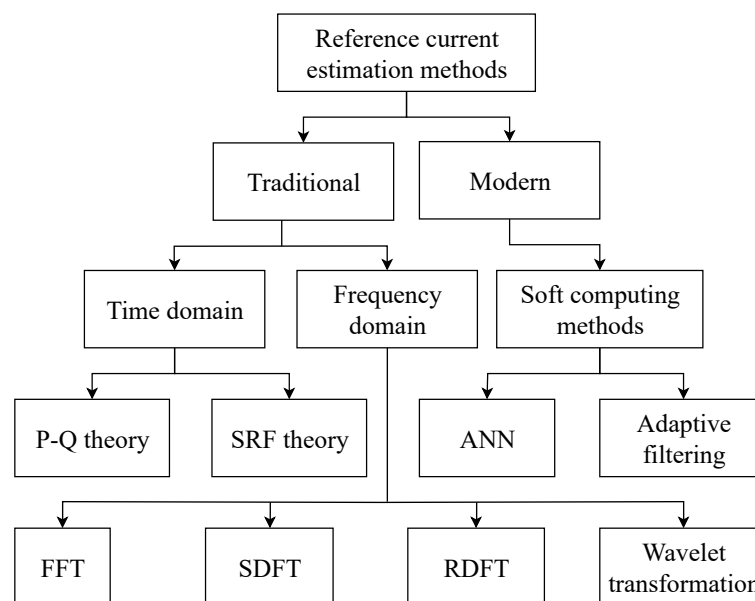 Reference current
estimation methods
Traditional
Modern
Time domain
Frequency
domain
Soft computing
methods
P-Q theory
SRF theory
ANN
Adaptive
filtering
FFT
SDFT
RDFT
Wavelet
transformation